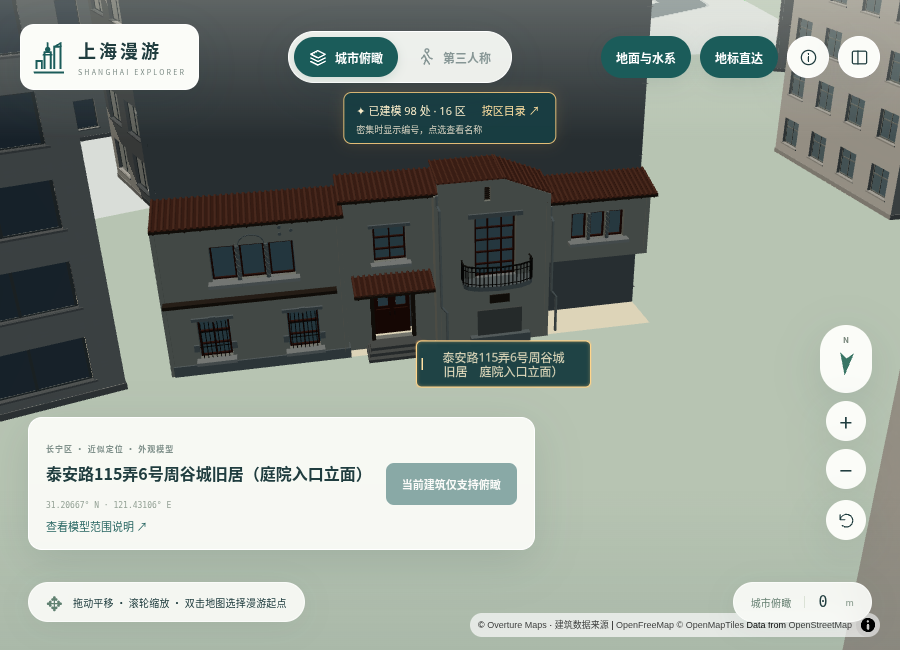 上海漫游
SHANGHAI EXPLORER
城市俯瞰
第三人称
地面与水系
地标直达
✦ 已建模 98 处 · 16 区 按区目录 ↗
密集时显示编号，点选查看名称
泰安路115弄6号周谷城
旧居 庭院入口立面）
N
长宁区 · 近似定位 · 外观模型
泰安路115弄6号周谷城旧居（庭院入口立面）
当前建筑仅支持俯瞰
31.20667° N · 121.43106° E
查看模型范围说明 ↗
+
−
拖动平移 · 滚轮缩放 · 双击地图选择漫游起点
城市俯瞰 0 m
© Overture Maps · 建筑数据来源 | OpenFreeMap © OpenMapTiles Data from OpenStreetMap